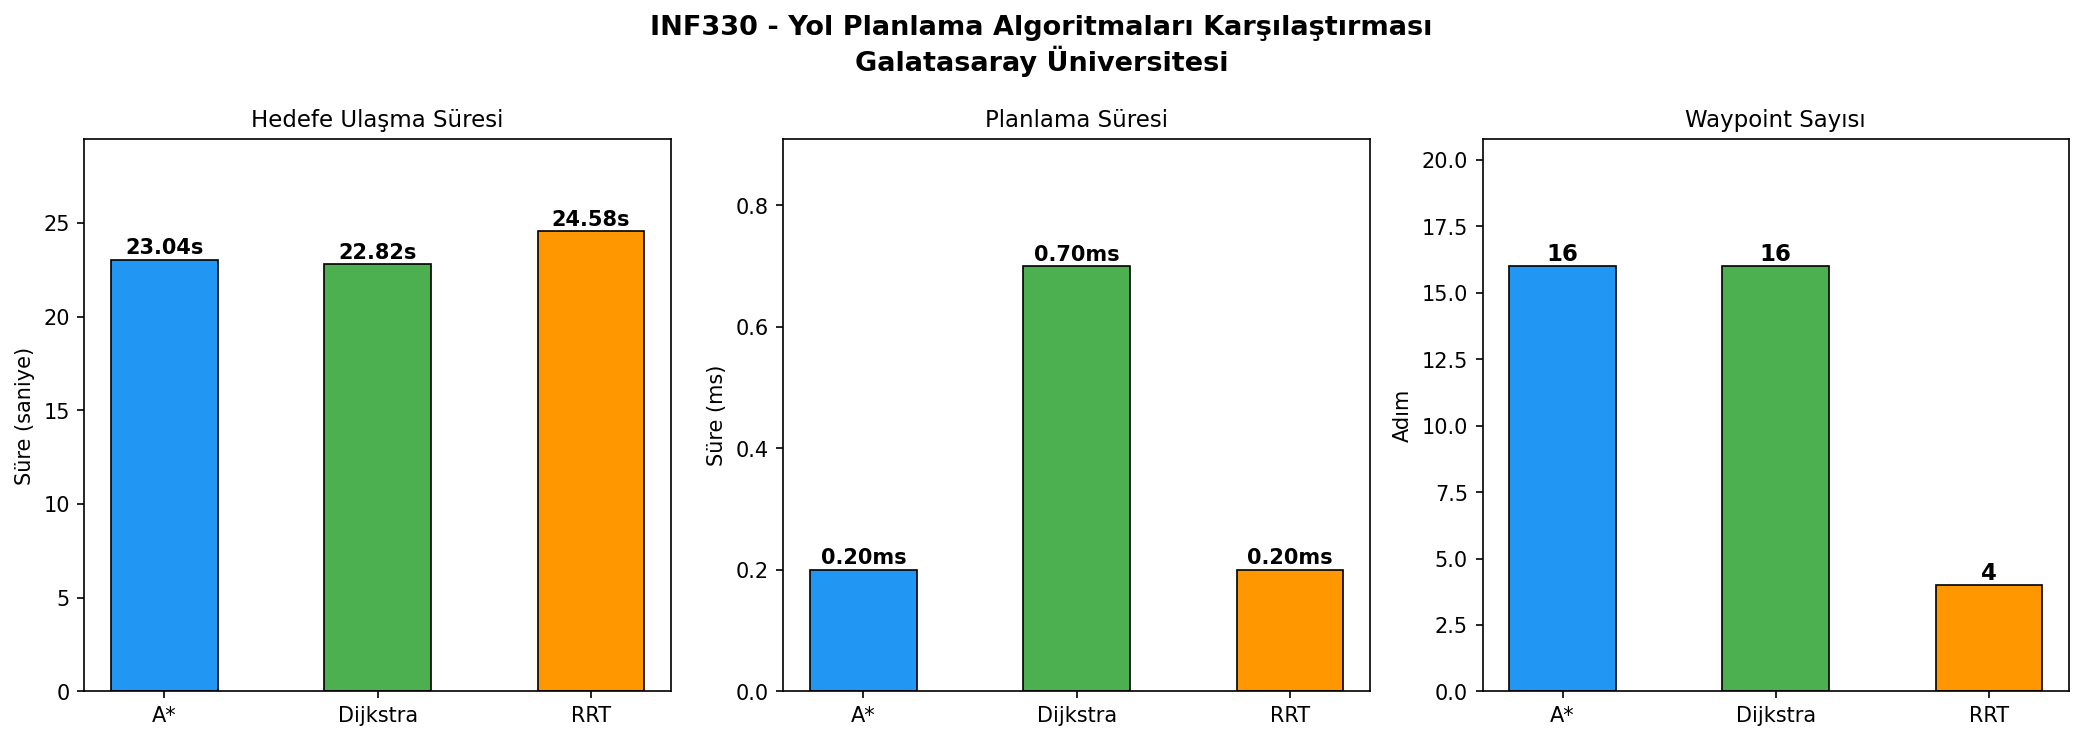 INF330 - Yol Planlama Algoritmaları Karşılaştırması
Galatasaray Üniversitesi
Hedefe Ulaşma Süresi
Süre (saniye)
25
20
15
10
5
0
23.04s
22.82s
24.58s
A*
Dijkstra
RRT
Planlama Süresi
Süre (ms)
0.8
0.6
0.4
0.2
0.0
0.20ms
0.70ms
0.20ms
A*
Dijkstra
RRT
Waypoint Sayısı
Adım
20.0
17.5
15.0
12.5
10.0
7.5
5.0
2.5
0.0
16
16
4
A*
Dijkstra
RRT